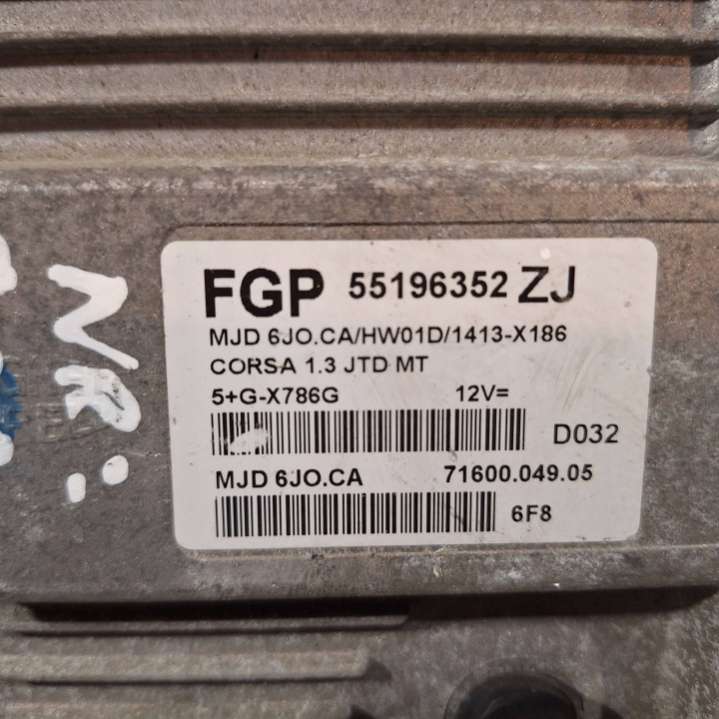 FGP 55196352 ZJ
MJD 6JO.CA/HW01D/1413-X186
CORSA 1.3 JTD MT
5+G-X786G 12V=
D032
MJD 6JO.CA 71600.049.05
6F8
NR: